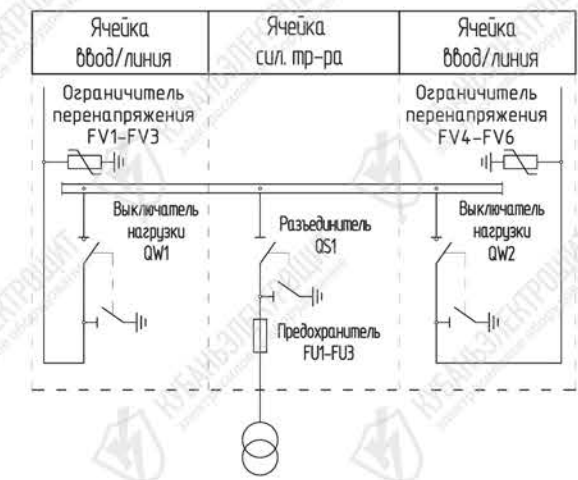 Ячейка
ввод/линия
Ячейка
сил. тр-ра
Ячейка
ввод/линия
Ограничитель
перенапряжения
FV1-FV3
Ограничитель
перенапряжения
FV4-FV6
Выключатель
нагрузки
QW1
Разъединитель
QS1
Выключатель
нагрузки
QW2
Предохранитель
FU1-FU3
КУБАНЬЭЛЕКТРОЩИТ